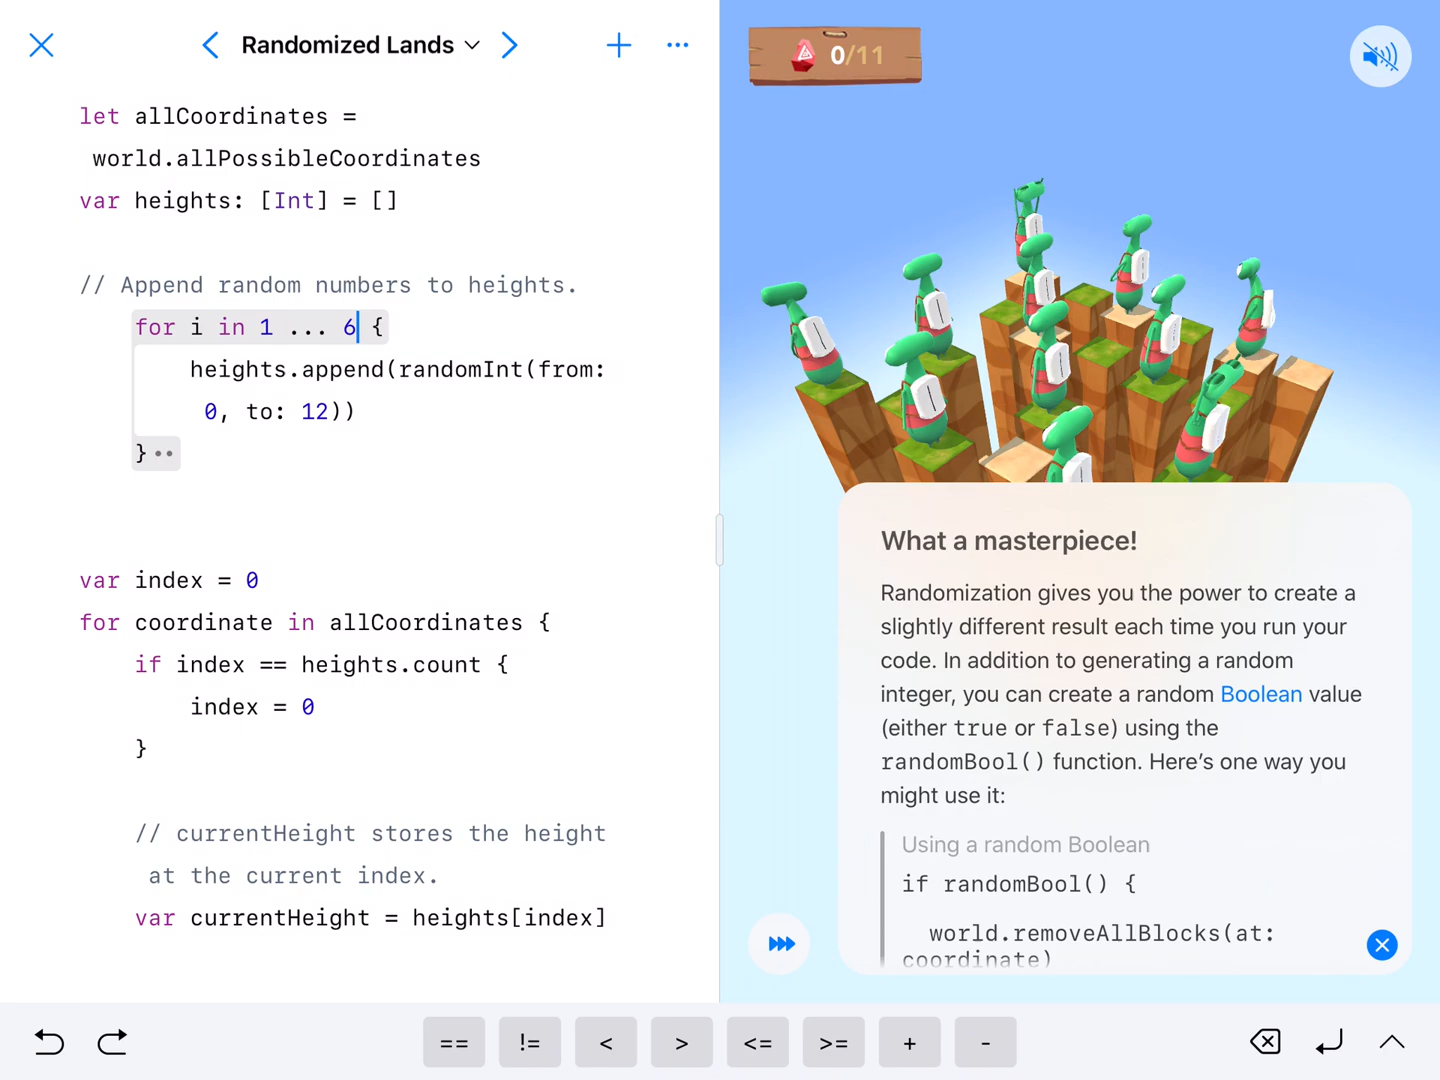 Randomized Lands
let allCoordinates =
world.allPossibleCoordinates
var heights: [Int] = []
// Append random numbers to heights.
for i in 1 ... 6 {
heights.append(randomInt(from:
0, to: 12))
}
var index = 0
for coordinate in allCoordinates {
if index == heights.count {
index = 0
}
// currentHeight stores the height
at the current index.
var currentHeight = heights[index]
0/11
What a masterpiece!
Randomization gives you the power to create a
slightly different result each time you run your
code. In addition to generating a random
integer, you can create a random Boolean value
(either true or false) using the
randomBool() function. Here’s one way you
might use it:
Using a random Boolean
if randomBool() {
world.removeAllBlocks(at:
coordinate)
== != < > <= >= + -